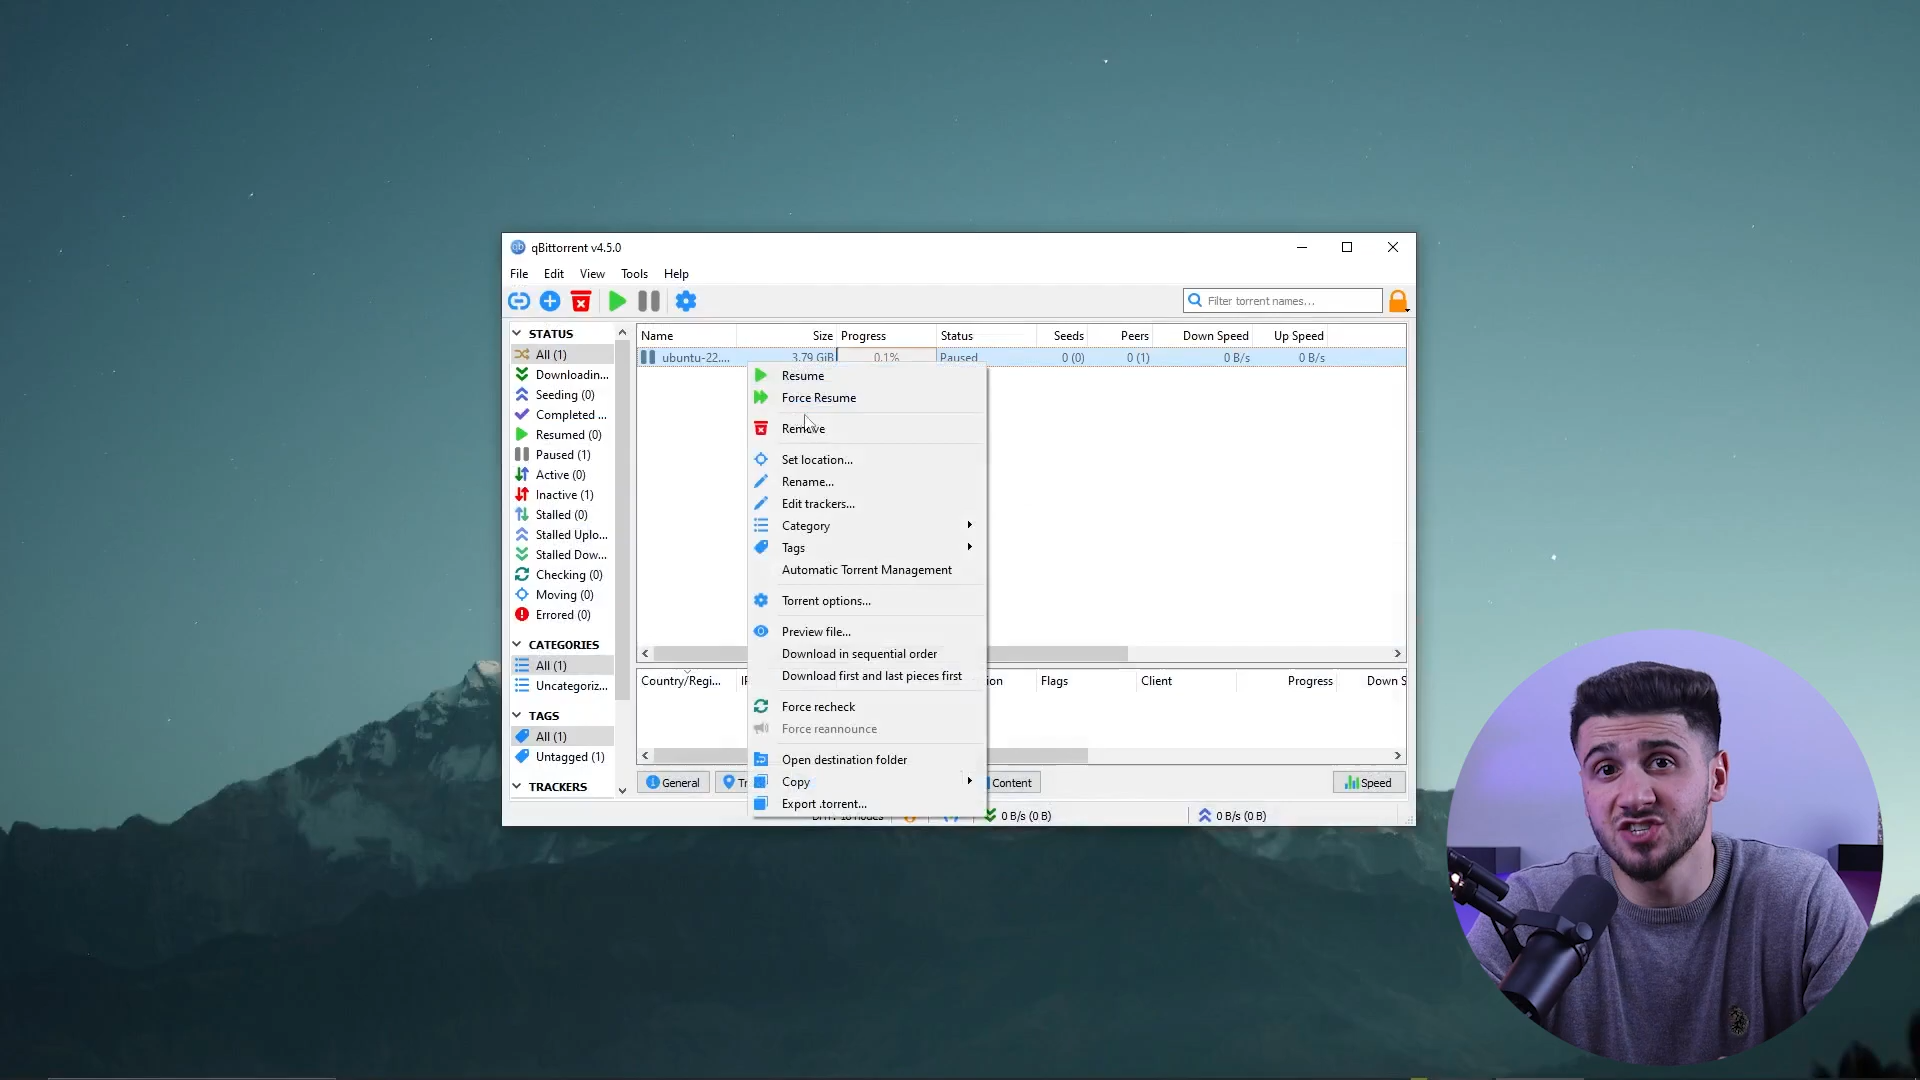 qBittorrent v4.5.0
File Edit View Tools Help
Filter torrent names...
STATUS
All (1)
Downloadin...
Seeding (0)
Completed ...
Resumed (0)
Paused (1)
Active (0)
Inactive (1)
Stalled (0)
Stalled Uplo...
Stalled Dow...
Checking (0)
Moving (0)
Errored (0)
CATEGORIES
All (1)
Uncategoriz...
TAGS
All (1)
Untagged (1)
TRACKERS
Name Size Progress Status Seeds Peers Down Speed Up Speed
ubuntu-22.... 3.79 GiB 0.1% Paused 0 (0) 0 (1) 0 B/s 0 B/s
Resume
Force Resume
Remove
Set location...
Rename...
Edit trackers...
Category
Tags
Automatic Torrent Management
Torrent options...
Preview file...
Download in sequential order
Download first and last pieces first
Force recheck
Force reannounce
Open destination folder
Copy
Export .torrent...
Country/Regi... Flags Client Progress Down S
General Content Speed
0 B/s (0 B) 0 B/s (0 B)